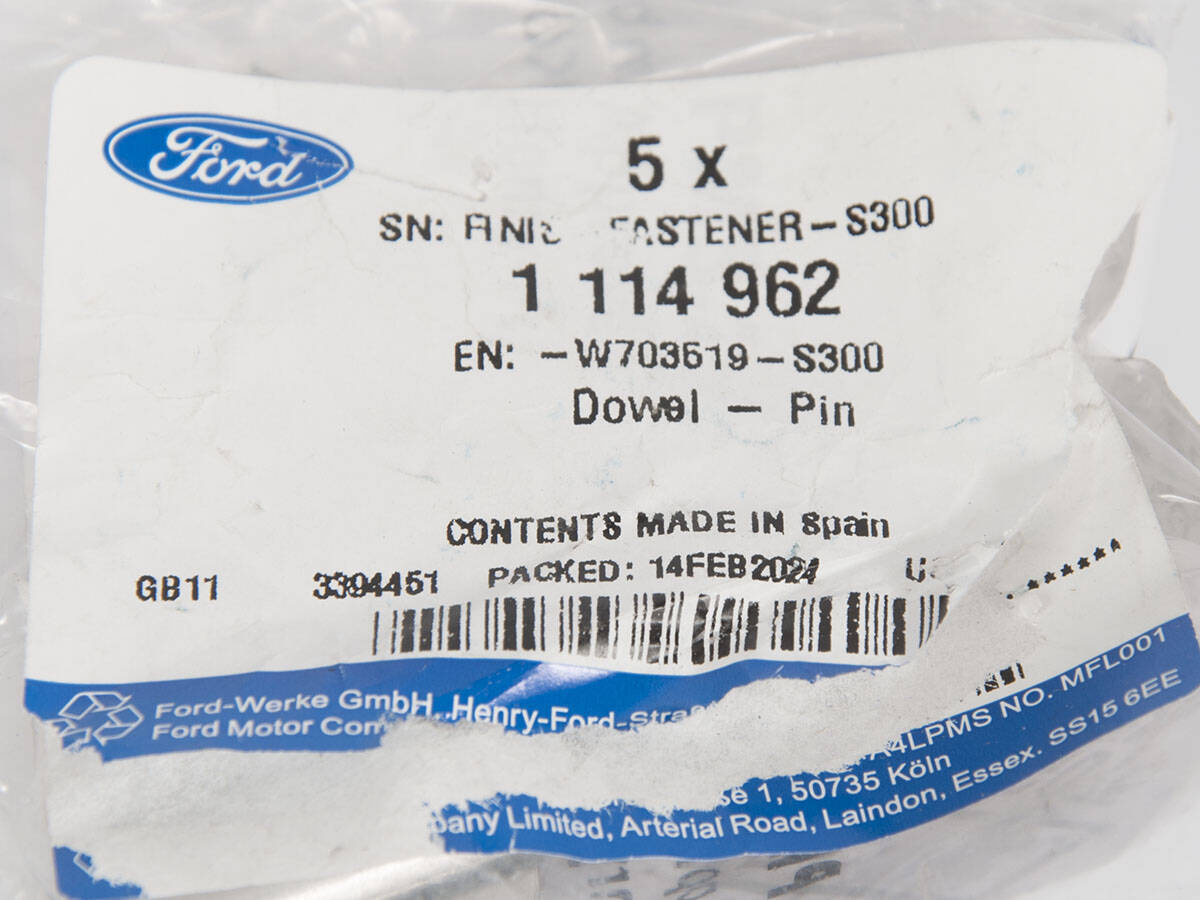 Ford
5 x
SN: FASTENER-S300
1 114 962
EN: -W703619-S300
Dowel - Pin
CONTENTS MADE IN Spain
GB11 3394451 PACKED: 14FEB2024
******A
Ford-Werke GmbH, Henry-Ford-Stra
Ford Motor Com
A4LPMS NO. MFL001
se 1, 50735 Köln
pany Limited, Arterial Road, Laindon, Essex. SS15 6EE